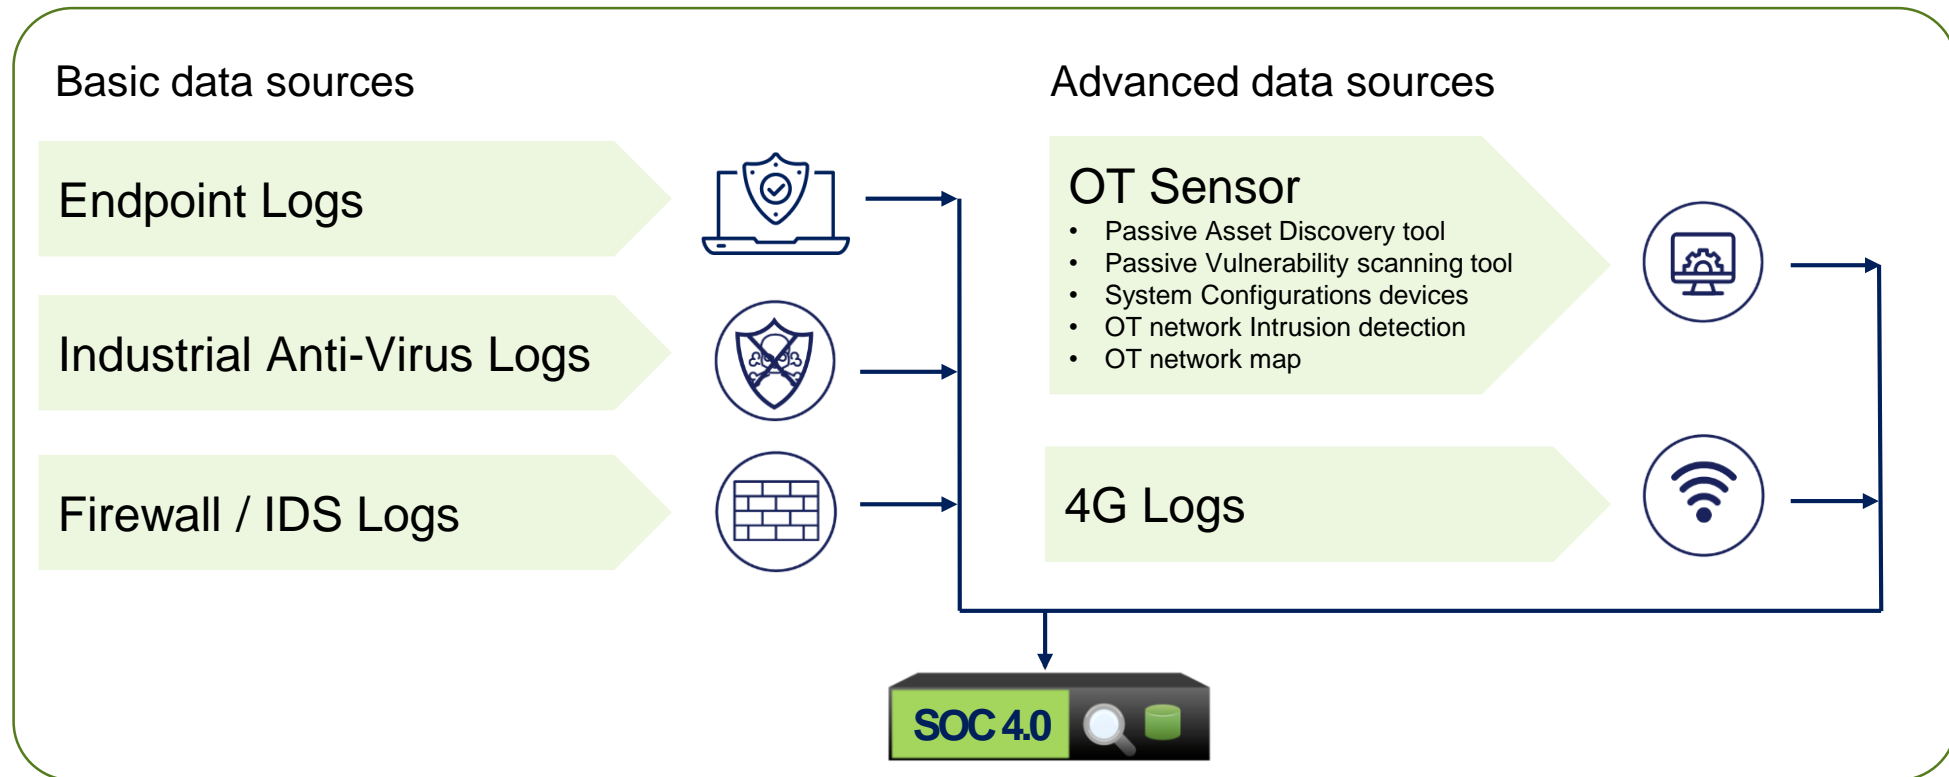 Basic data sources
Endpoint Logs
Industrial Anti-Virus Logs
Firewall / IDS Logs
Advanced data sources
OT Sensor
• Passive Asset Discovery tool
• Passive Vulnerability scanning tool
• System Configurations devices
• OT network Intrusion detection
• OT network map
4G Logs
SOC 4.0